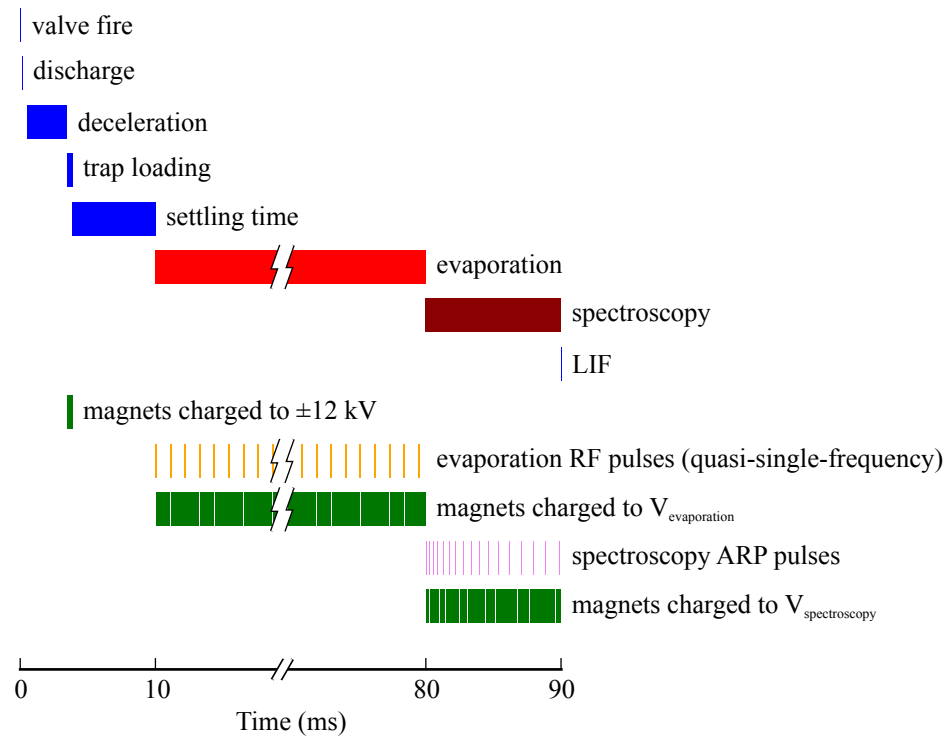 valve fire
discharge
deceleration
trap loading
settling time
evaporation
spectroscopy
LIF
magnets charged to ±12 kV
evaporation RF pulses (quasi-single-frequency)
magnets charged to Vevaporation
spectroscopy ARP pulses
magnets charged to Vspectroscopy
0 10 80 90
Time (ms)